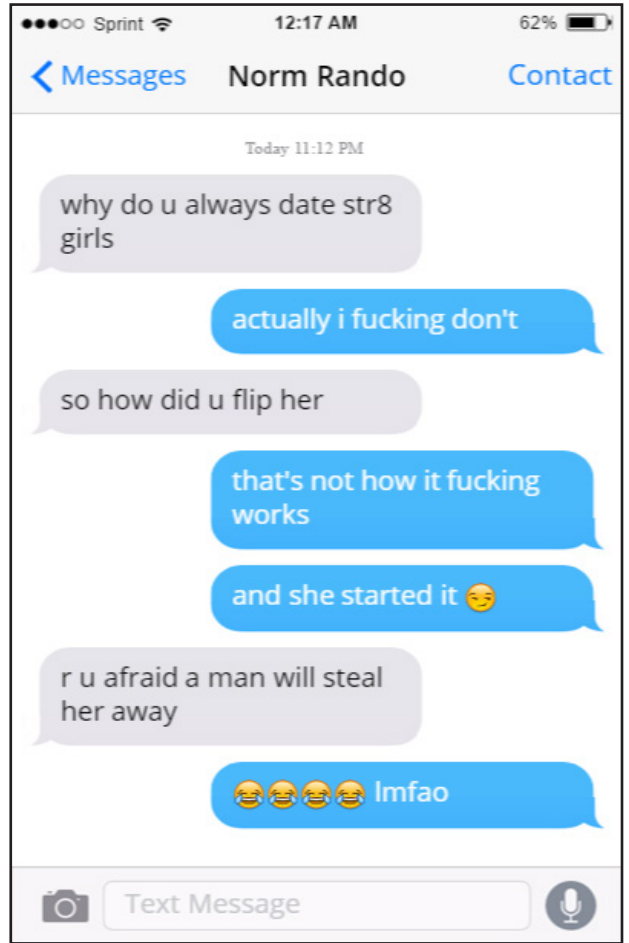 Sprint 12:17 AM 62%
Messages Norm Rando Contact
Today 11:12 PM
why do u always date str8
girls
actually i fucking don't
so how did u flip her
that's not how it fucking
works
and she started it 😏
r u afraid a man will steal
her away
😂😂😂😂 lmfao
Text Message